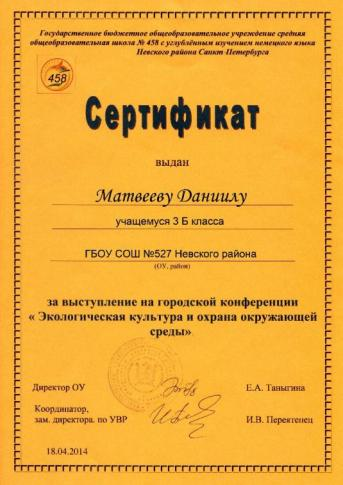 Государственное бюджетное общеобразовательное учреждение средняя
общеобразовательная школа № 458 с углублённым изучением немецкого языка
Невского района Санкт-Петербурга
458
Сертификат
выдан
Матвееву Даниилу
учащемуся 3 Б класса
ГБОУ СОШ №527 Невского района
(ОУ, район)
за выступление на городской конференции
« Экологическая культура и охрана окружающей
среды»
Директор ОУ
Е.А. Таныгина
Координатор,
зам. директора. по УВР
И.В. Перектенец
18.04.2014